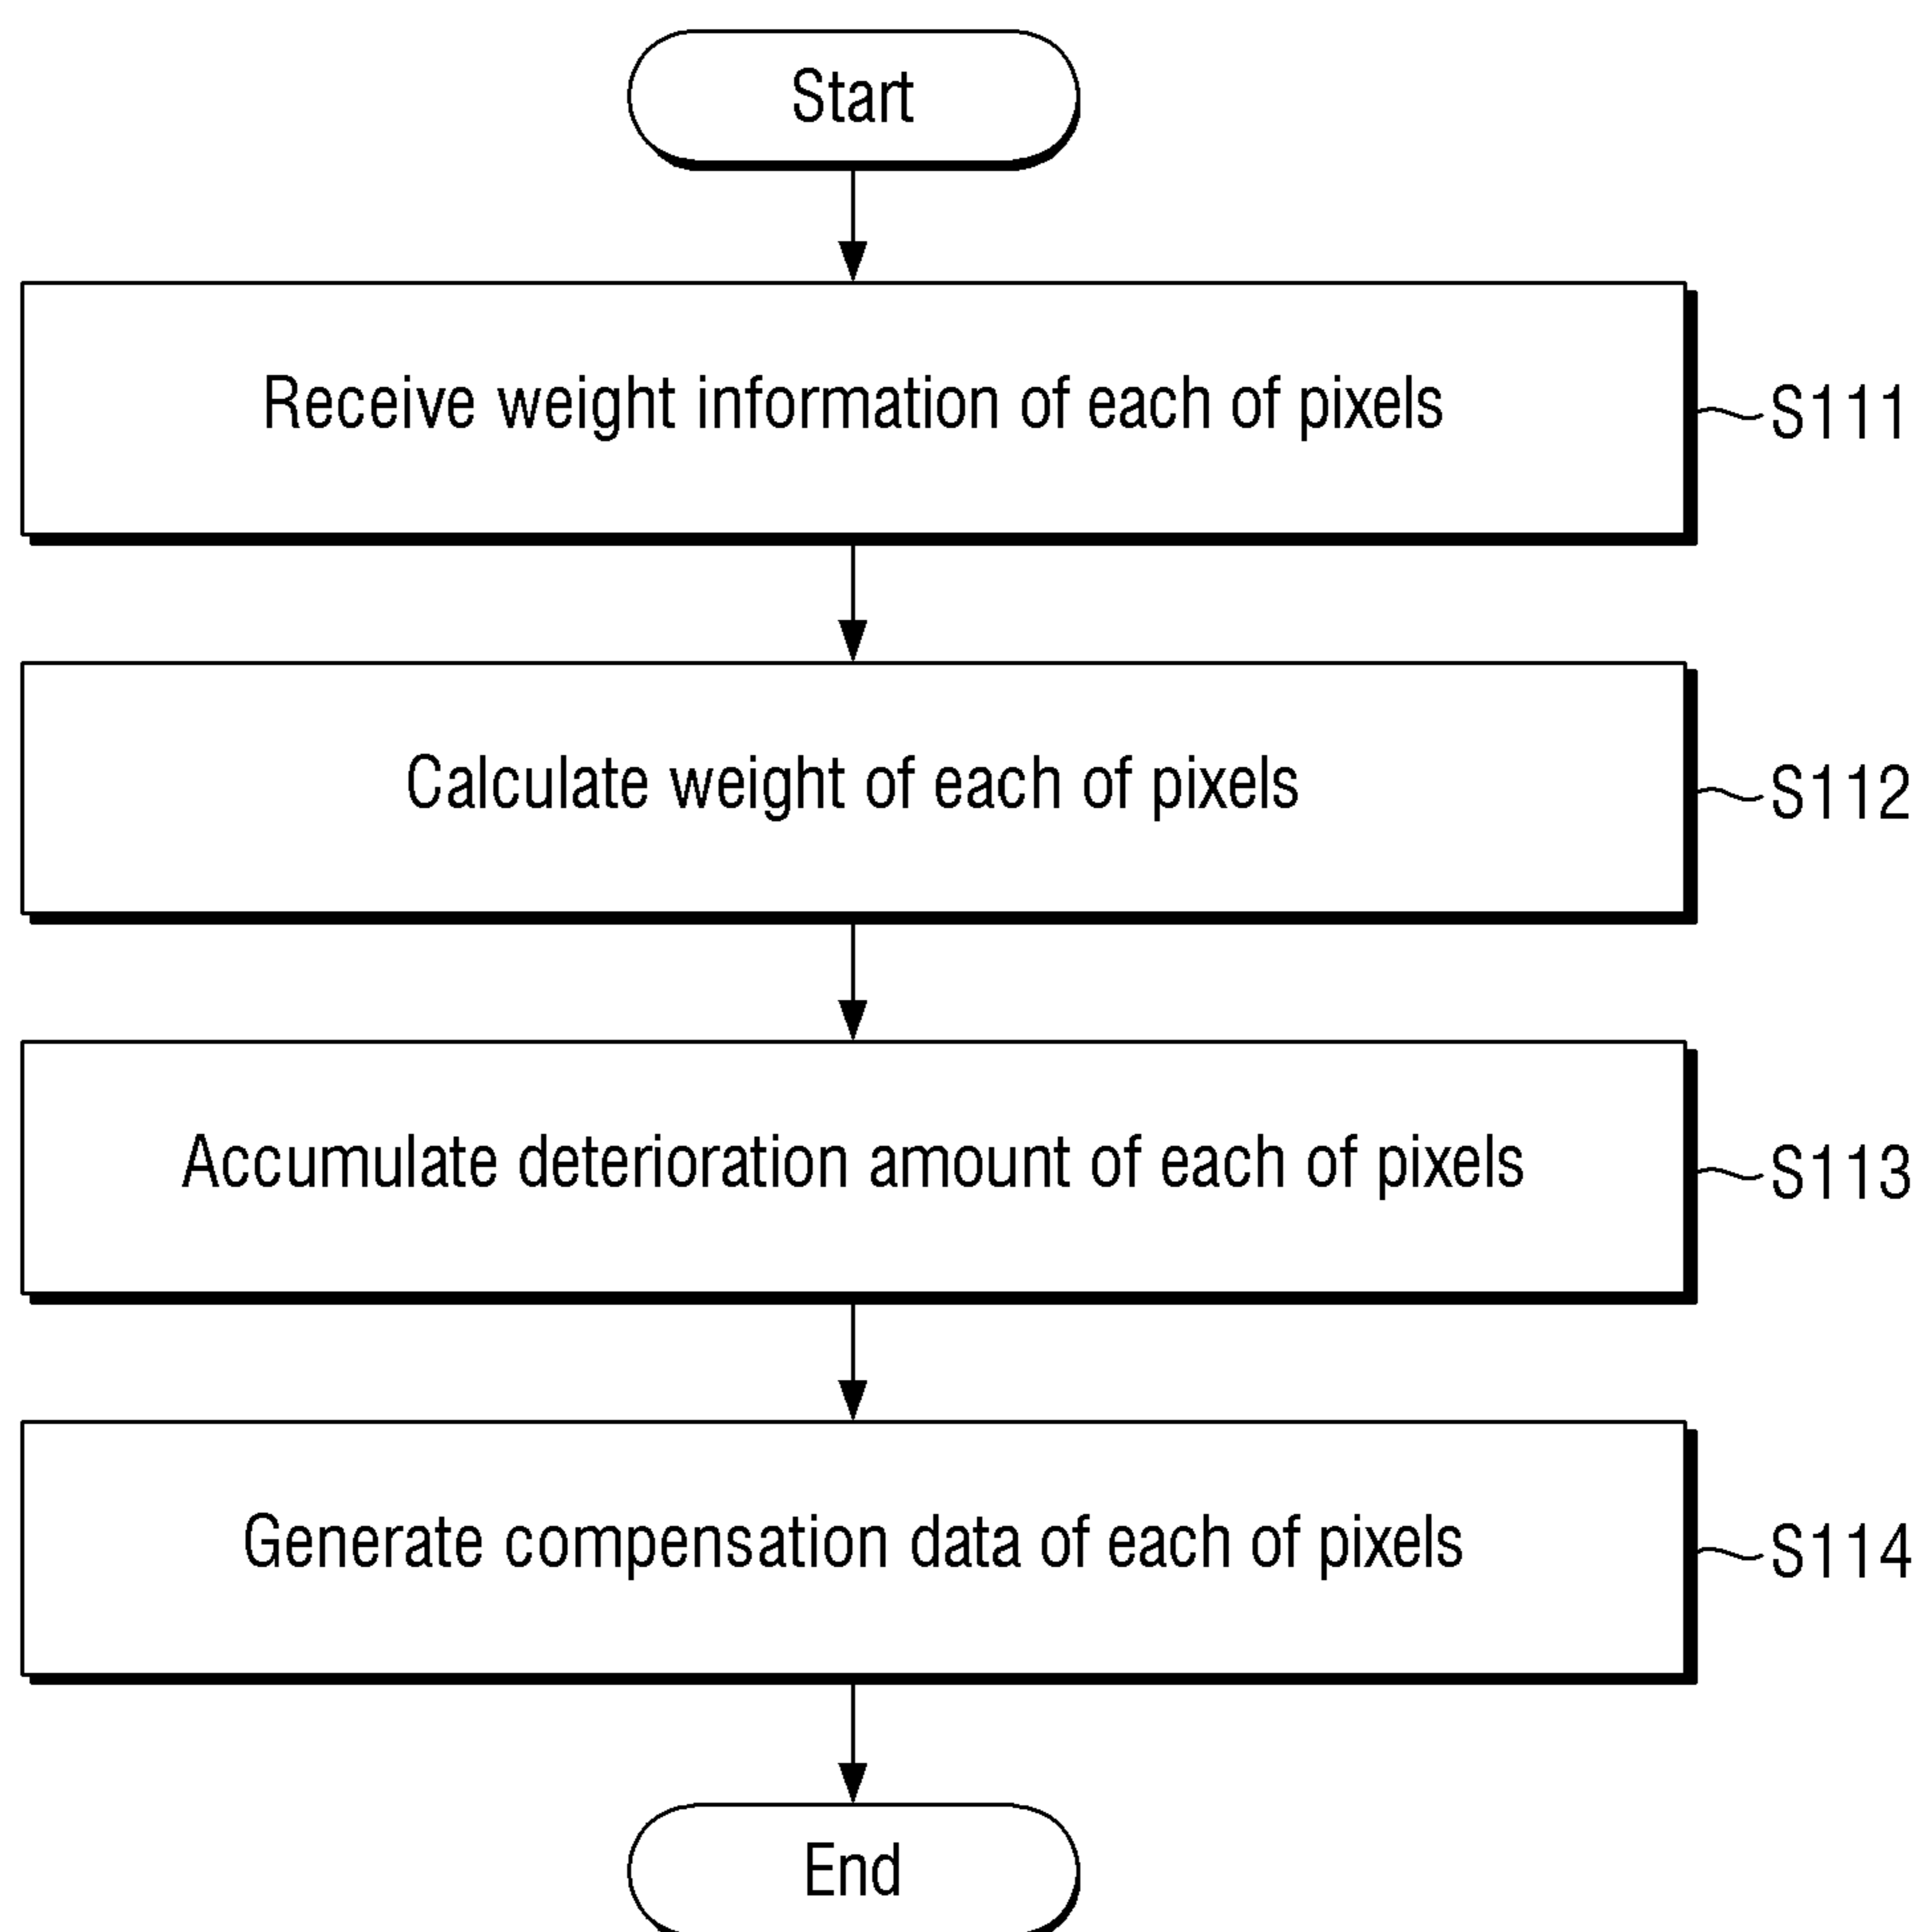 Start
Receive weight information of each of pixels
S111
Calculate weight of each of pixels
S112
Accumulate deterioration amount of each of pixels
S113
Generate compensation data of each of pixels
S114
End